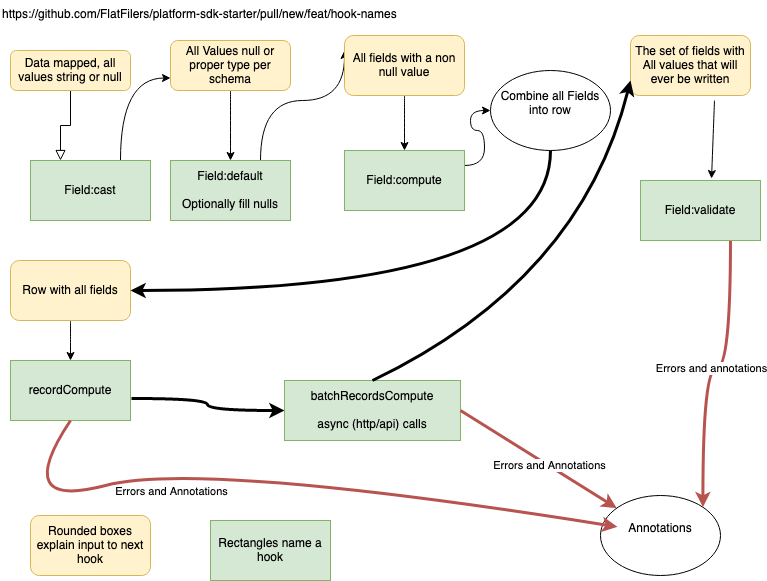 https://github.com/FlatFilers/platform-sdk-starter/pull/new/feat/hook-names
Data mapped, all
values string or null
All Values null or
proper type per
schema
All fields with a non
null value
Combine all Fields
into row
The set of fields with
All values that will
ever be written
Field:cast
Field:default
Optionally fill nulls
Field:compute
Field:validate
Row with all fields
recordCompute
batchRecordsCompute
async (http/api) calls
Errors and annotations
Errors and Annotations
Errors and Annotations
Annotations
Rounded boxes
explain input to next
hook
Rectangles name a
hook